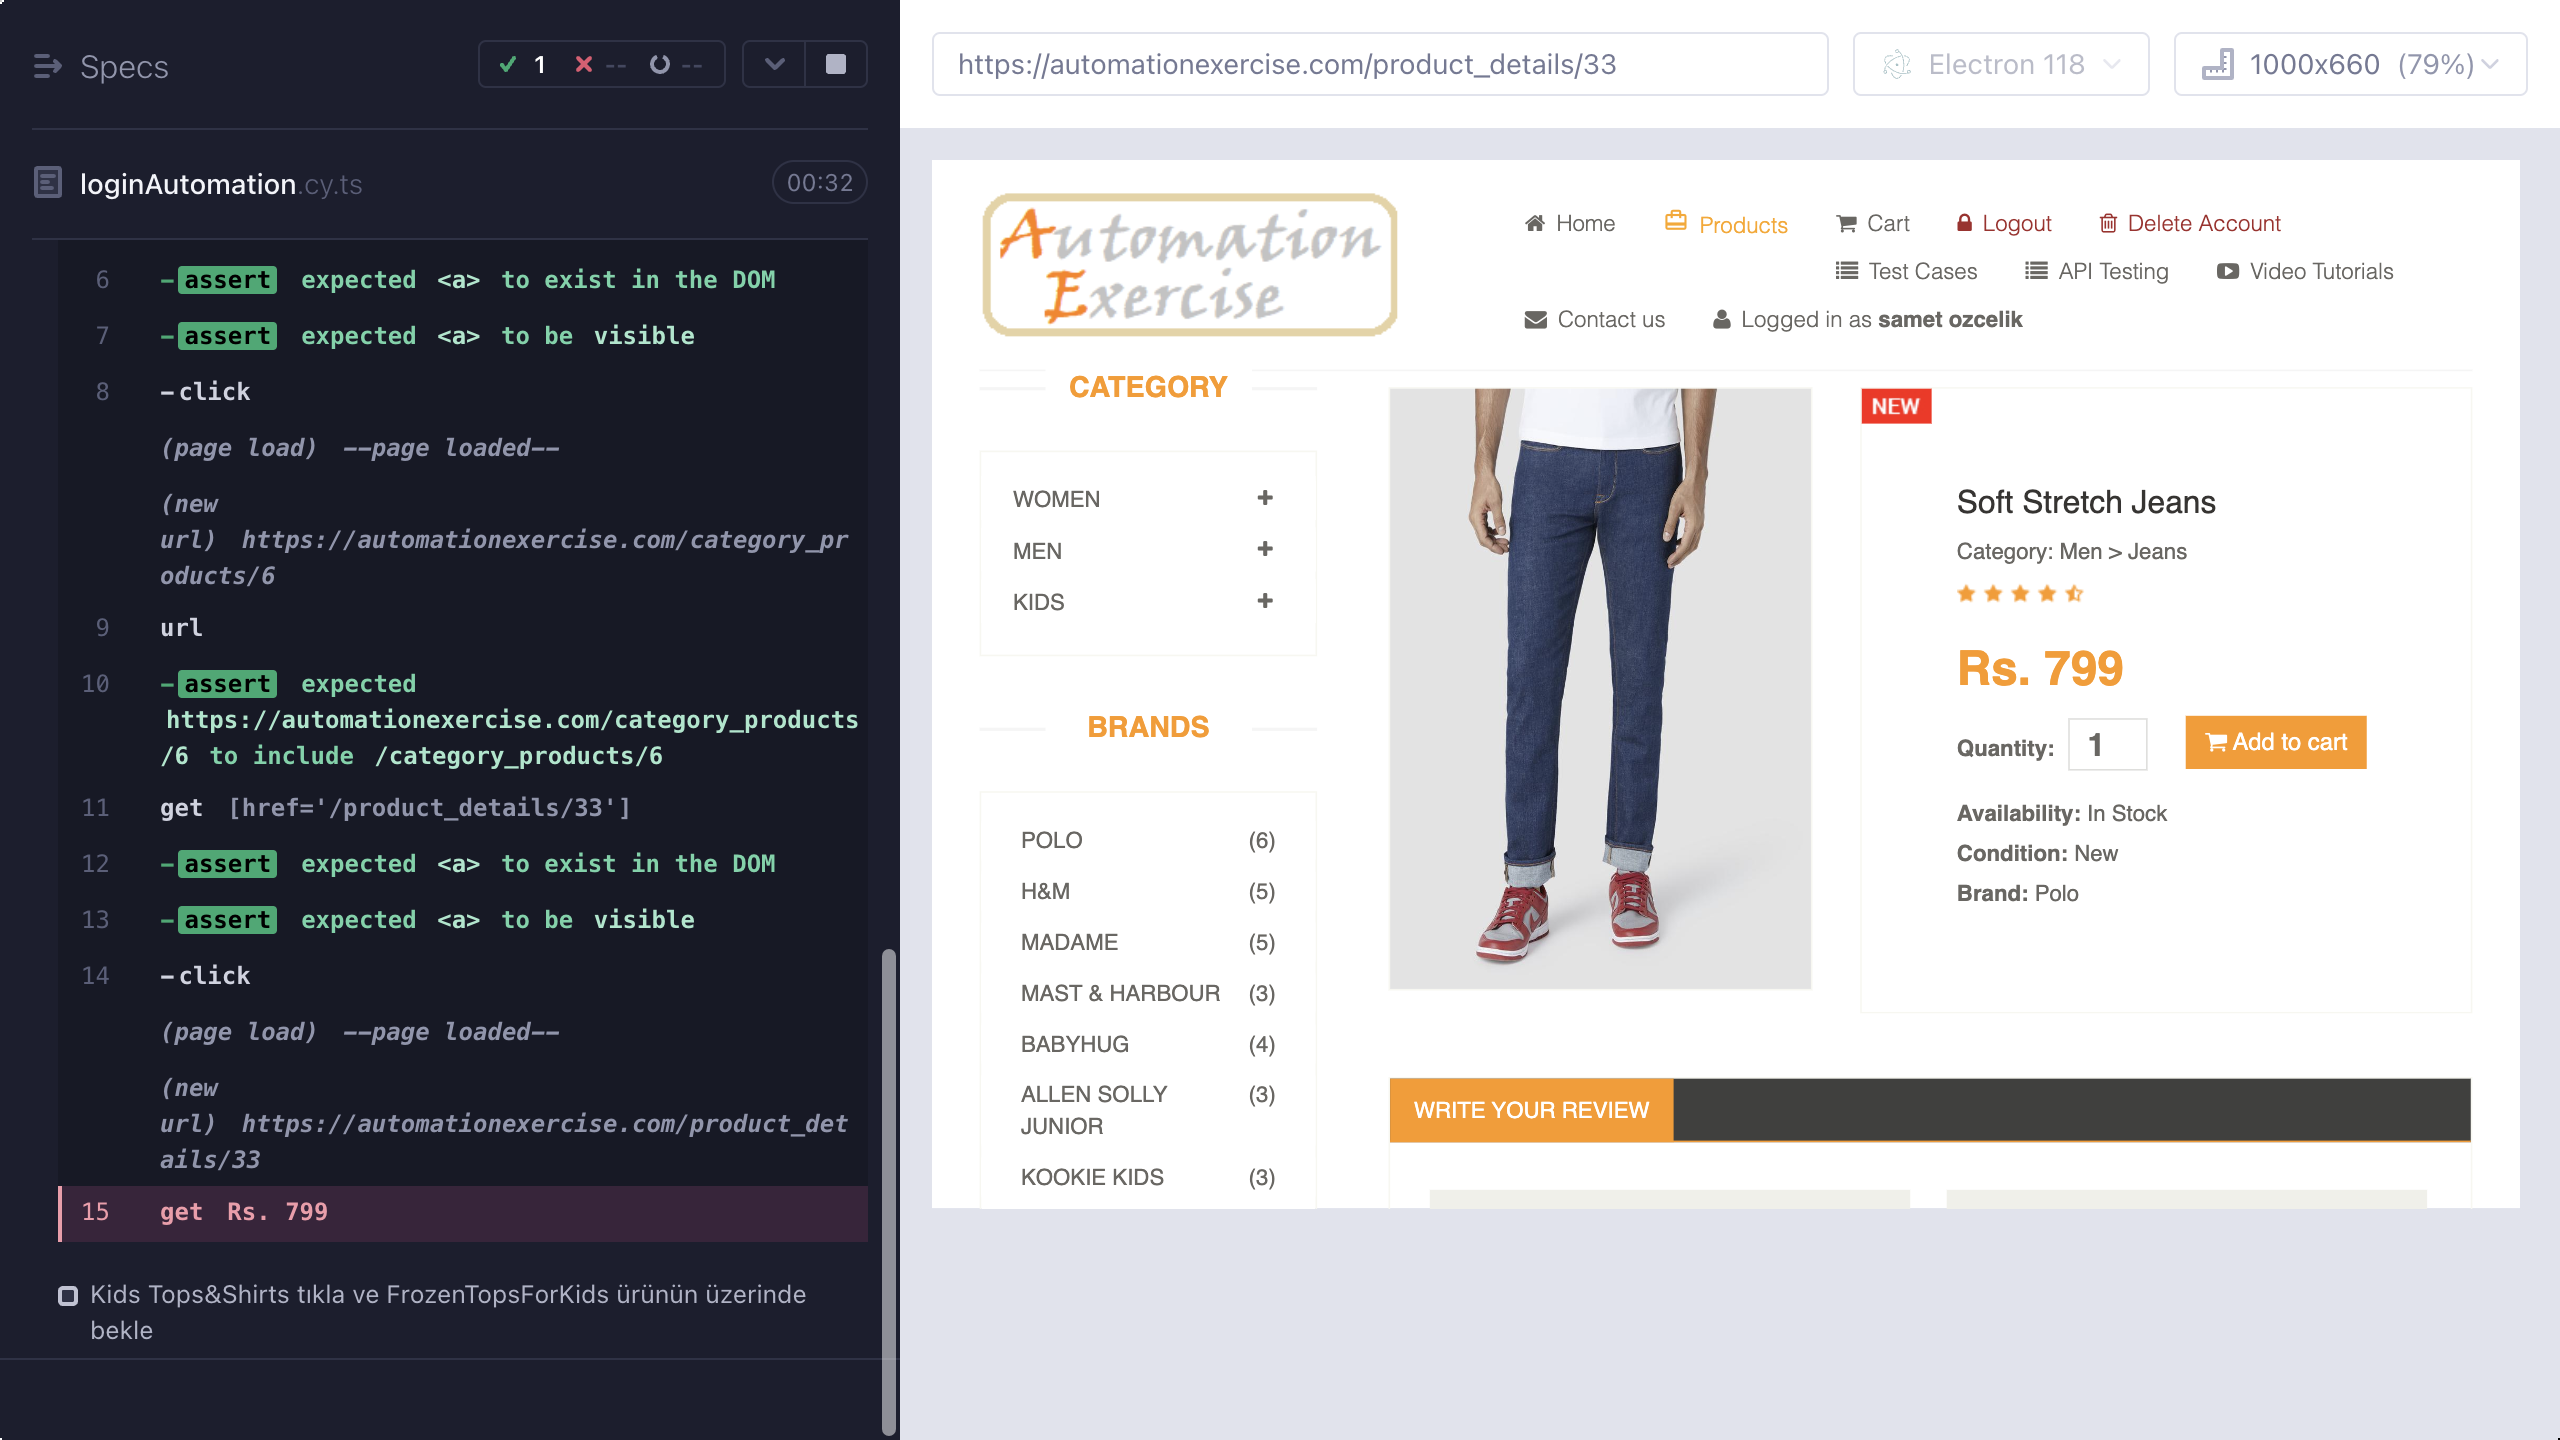 Specs
1
--
--
loginAutomation.cy.ts
00:32
6 -assert expected <a> to exist in the DOM
7 -assert expected <a> to be visible
8 -click
(page load) --page loaded--
(new
url) https://automationexercise.com/category_pr
oducts/6
9 url
10 -assert expected
https://automationexercise.com/category_products
/6 to include /category_products/6
11 get [href='/product_details/33']
12 -assert expected <a> to exist in the DOM
13 -assert expected <a> to be visible
14 -click
(page load) --page loaded--
(new
url) https://automationexercise.com/product_det
ails/33
15 get Rs. 799
Kids Tops&Shirts tıkla ve FrozenTopsForKids ürünün üzerinde
bekle
https://automationexercise.com/product_details/33
Electron 118
1000x660 (79%)
Automation
Exercise
Home Products Cart Logout Delete Account
Test Cases API Testing Video Tutorials
Contact us Logged in as samet ozcelik
CATEGORY
WOMEN
MEN
KIDS
BRANDS
POLO (6)
H&M (5)
MADAME (5)
MAST & HARBOUR (3)
BABYHUG (4)
ALLEN SOLLY (3)
JUNIOR
KOOKIE KIDS (3)
NEW
Soft Stretch Jeans
Category: Men > Jeans
Rs. 799
Quantity: 1 Add to cart
Availability: In Stock
Condition: New
Brand: Polo
WRITE YOUR REVIEW